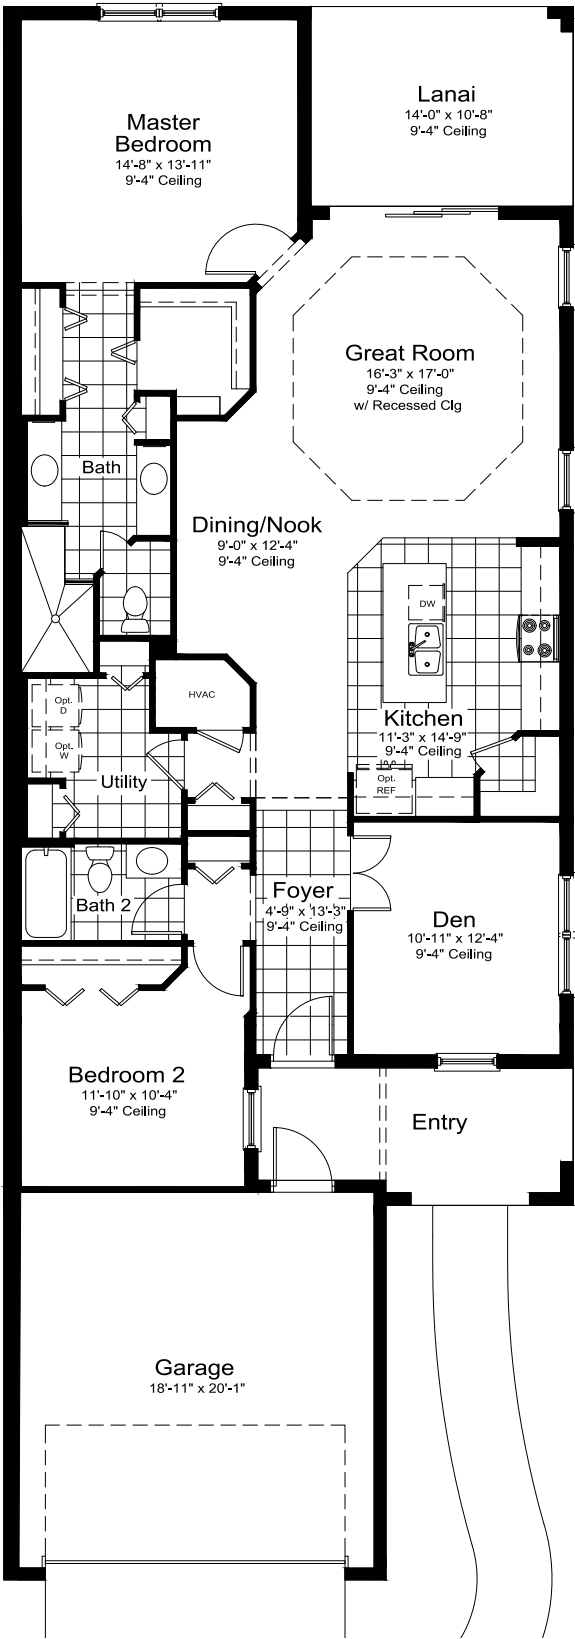 Lanai
14'-0" x 10'-8"
9'-4" Ceiling
Master
Bedroom
14'-8" x 13'-11"
9'-4" Ceiling
Great Room
16'-3" x 17'-0"
9'-4" Ceiling
w/ Recessed Clg
Bath
Dining/Nook
9'-0" x 12'-4"
9'-4" Ceiling
DW
HVAC
Opt.
D
Opt.
W
Utility
Kitchen
11'-3" x 14'-9"
9'-4" Ceiling
Opt.
REF
Bath 2
Foyer
4'-9" x 13'-3"
9'-4" Ceiling
Den
10'-11" x 12'-4"
9'-4" Ceiling
Bedroom 2
11'-10" x 10'-4"
9'-4" Ceiling
Entry
Garage
18'-11" x 20'-1"